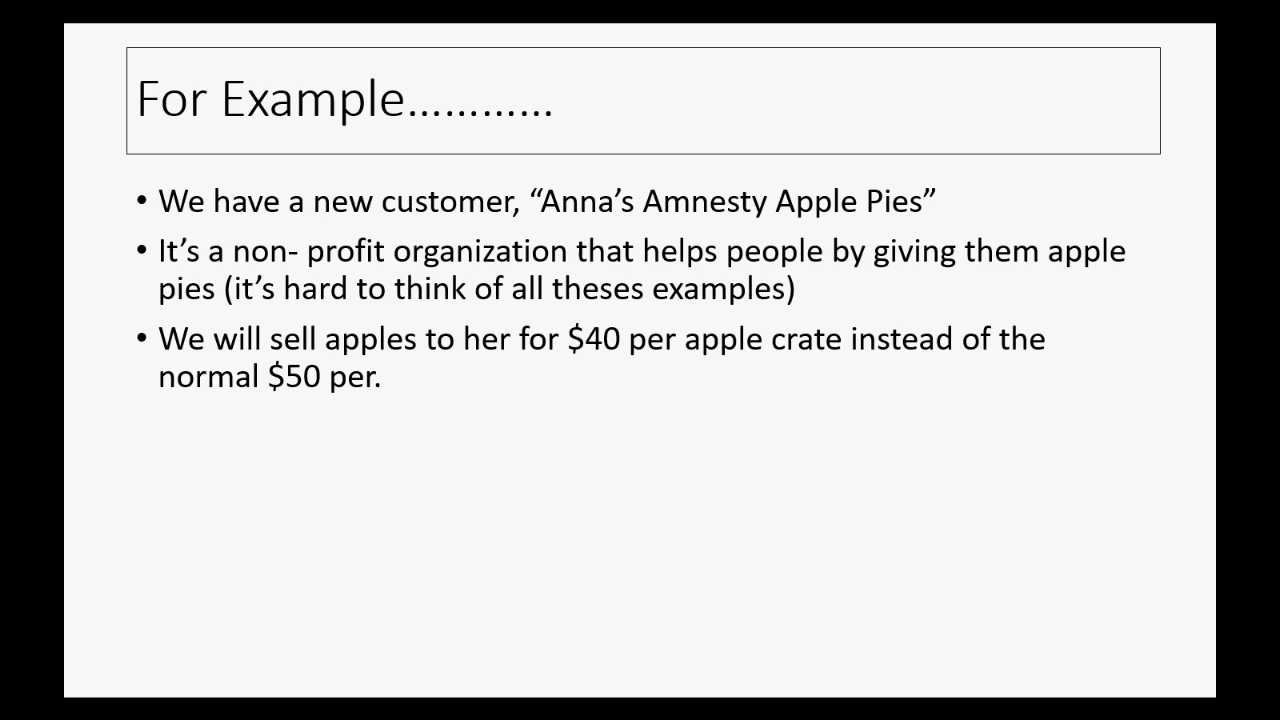 For Example…………
• We have a new customer, “Anna’s Amnesty Apple Pies”
• It’s a non- profit organization that helps people by giving them apple
pies (it’s hard to think of all theses examples)
• We will sell apples to her for $40 per apple crate instead of the
normal $50 per.